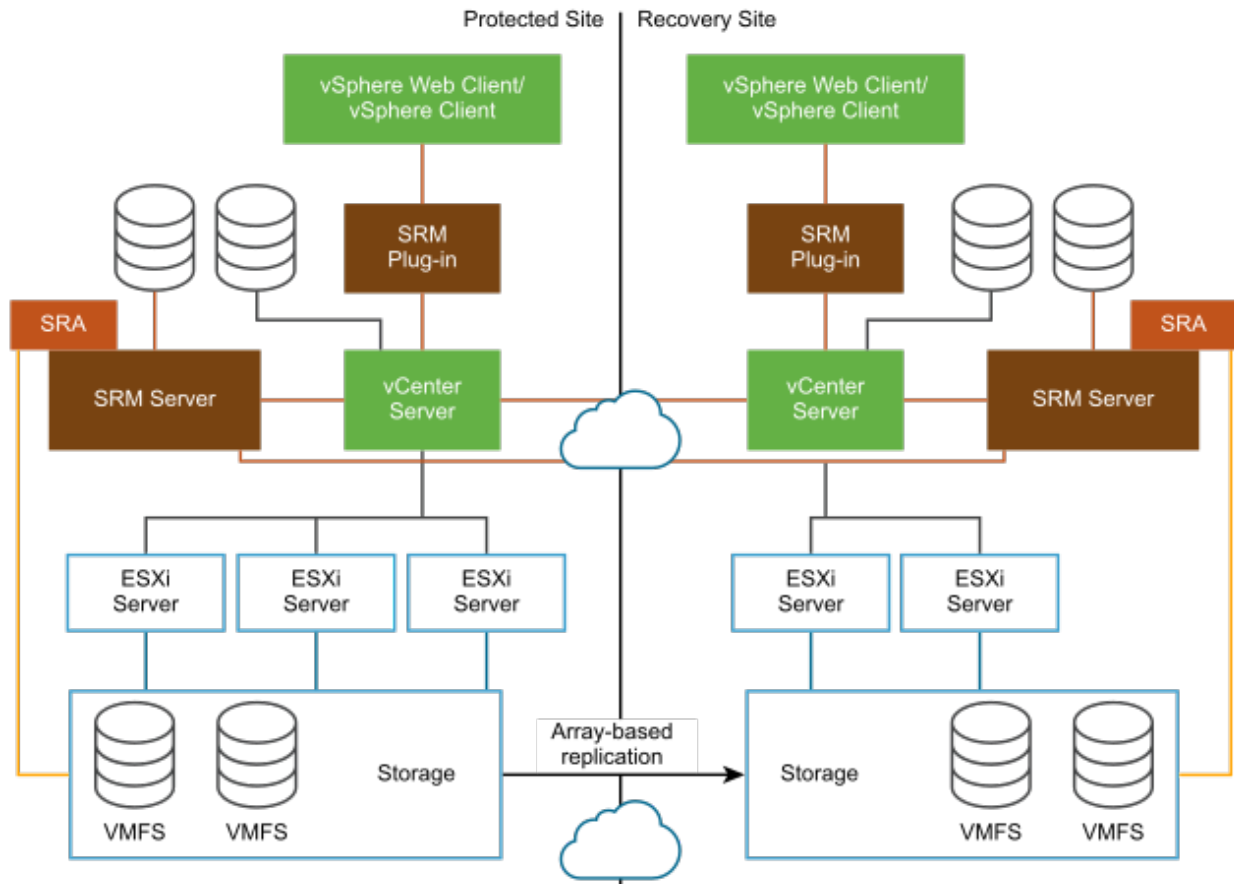 Protected Site
Recovery Site
vSphere Web Client/
vSphere Client
vSphere Web Client/
vSphere Client
SRM
Plug-in
SRM
Plug-in
SRA
SRA
SRM Server
vCenter
Server
vCenter
Server
SRM Server
ESXi
Server
ESXi
Server
ESXi
Server
ESXi
Server
ESXi
Server
Array-based
replication
Storage
Storage
VMFS
VMFS
VMFS
VMFS